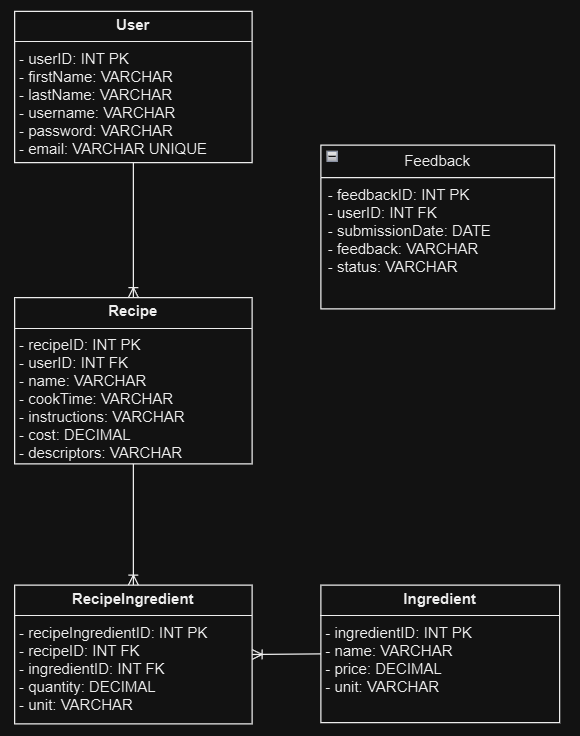 User
- userID: INT PK
- firstName: VARCHAR
- lastName: VARCHAR
- username: VARCHAR
- password: VARCHAR
- email: VARCHAR UNIQUE
Feedback
- feedbackID: INT PK
- userID: INT FK
- submissionDate: DATE
- feedback: VARCHAR
- status: VARCHAR
Recipe
- recipeID: INT PK
- userID: INT FK
- name: VARCHAR
- cookTime: VARCHAR
- instructions: VARCHAR
- cost: DECIMAL
- descriptors: VARCHAR
RecipeIngredient
- recipeIngredientID: INT PK
- recipeID: INT FK
- ingredientID: INT FK
- quantity: DECIMAL
- unit: VARCHAR
Ingredient
- ingredientID: INT PK
- name: VARCHAR
- price: DECIMAL
- unit: VARCHAR